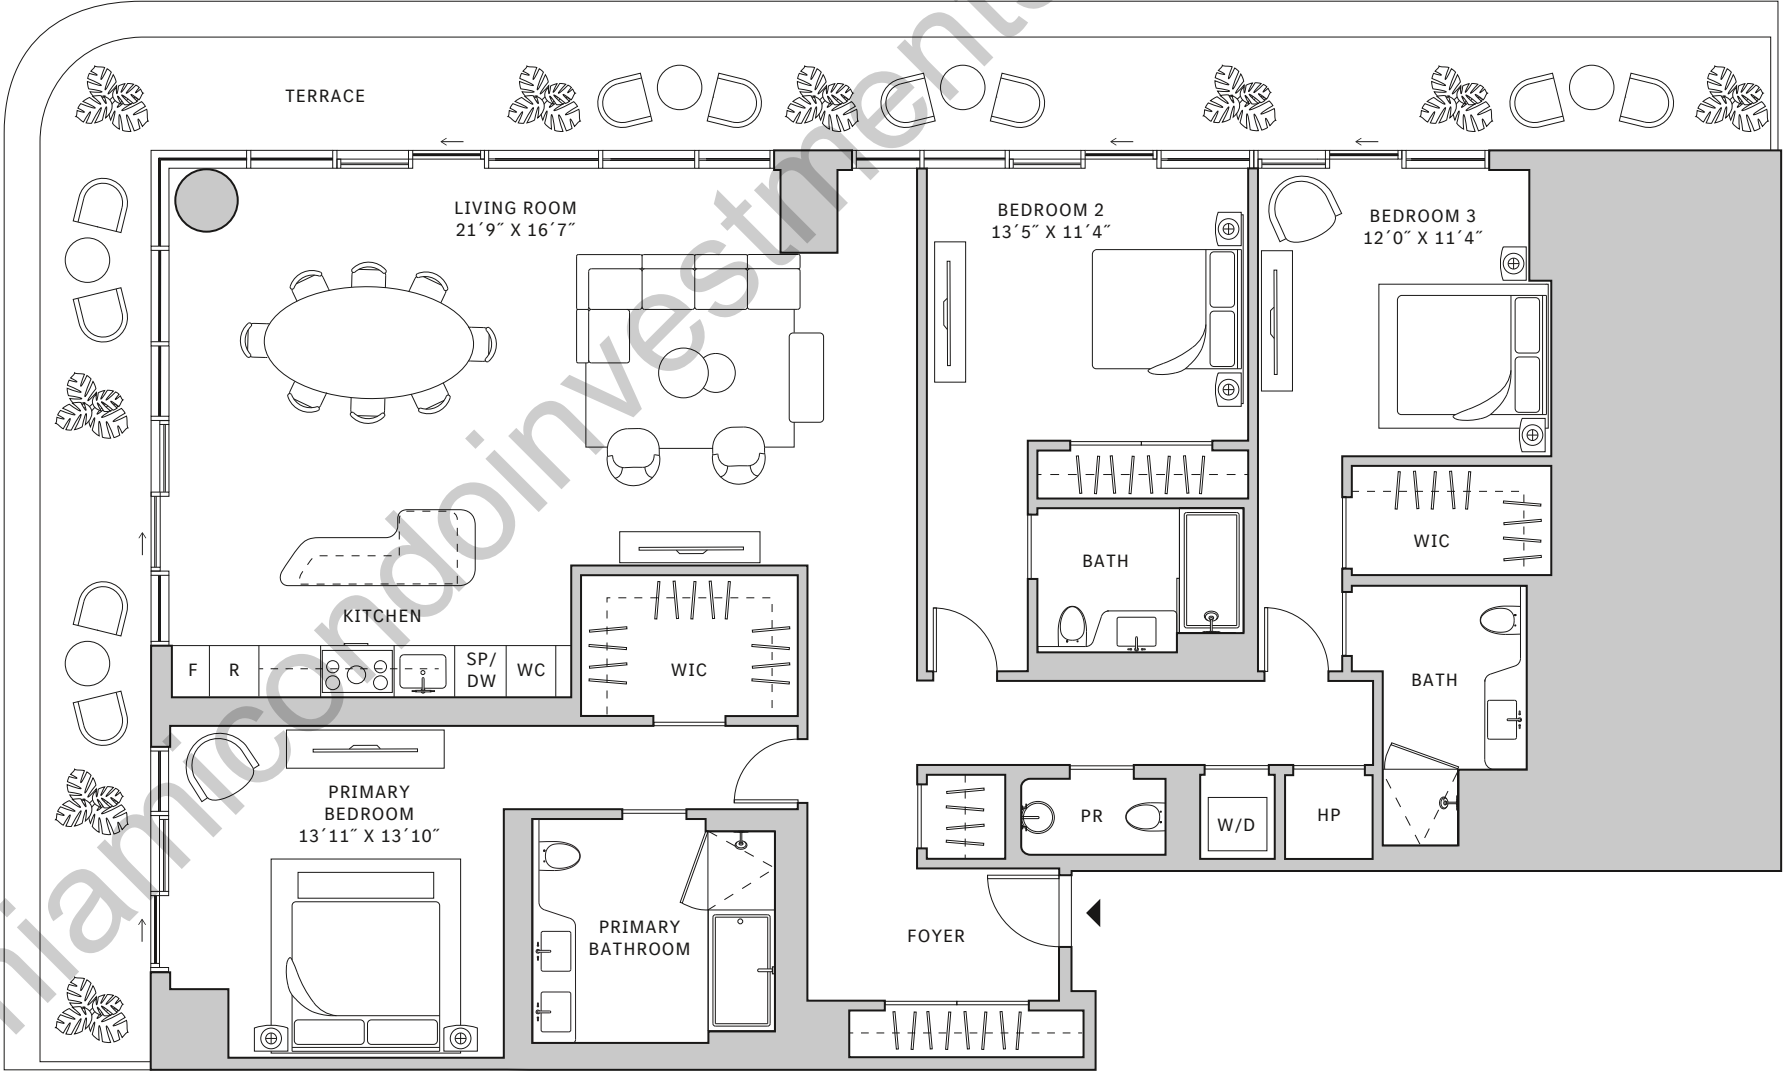 TERRACE
LIVING ROOM
21´9˝ X 16´7˝
BEDROOM 2
13´5˝ X 11´4˝
BEDROOM 3
12´0˝ X 11´4˝
KITCHEN
F
R
SP/
DW
WC
WIC
BATH
WIC
BATH
PRIMARY
BEDROOM
13´11˝ X 13´10˝
PR
W/D
HP
PRIMARY
BATHROOM
FOYER
miamicondoinvestments